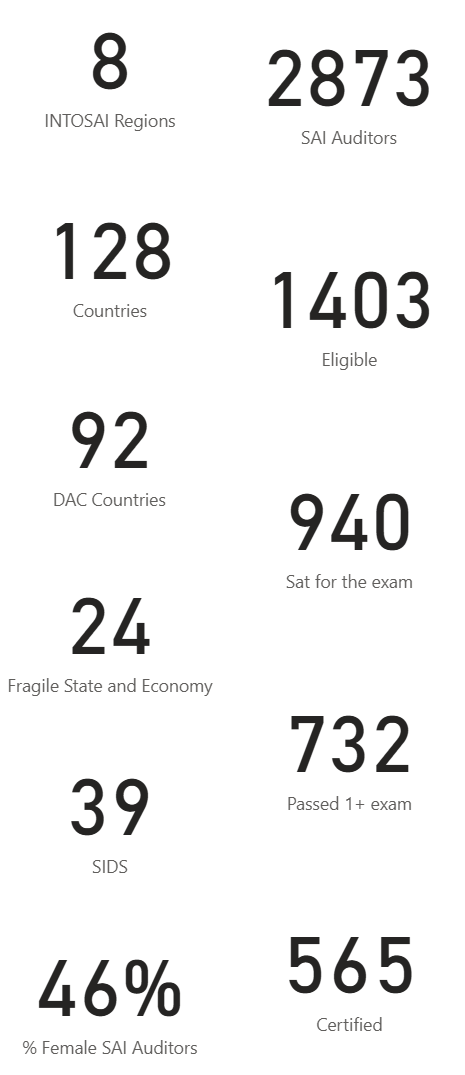 8
INTOSAI Regions
128
Countries
92
DAC Countries
24
Fragile State and Economy
39
SIDS
46%
% Female SAI Auditors
2873
SAI Auditors
1403
Eligible
940
Sat for the exam
732
Passed 1+ exam
565
Certified